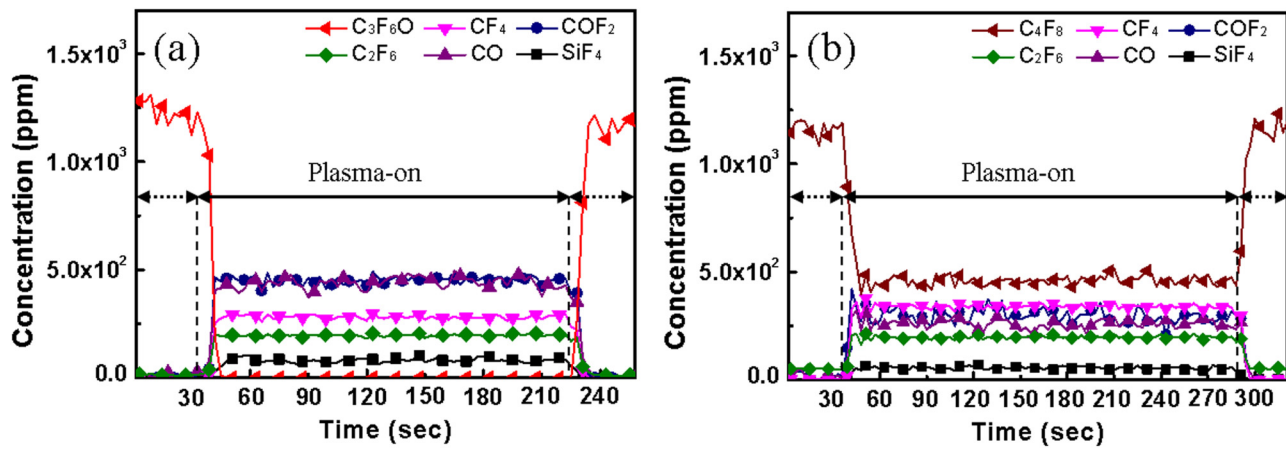 (a)
C₃F₆O CF₄ COF₂
C₂F₆ CO SiF₄
1.5x10³
1.0x10³
5.0x10²
0.0
Concentration (ppm)
Plasma-on
30 60 90 120 150 180 210 240
Time (sec)
(b)
C₄F₈ CF₄ COF₂
C₂F₆ CO SiF₄
1.5x10³
1.0x10³
5.0x10²
0.0
Concentration (ppm)
Plasma-on
30 60 90 120 150 180 210 240 270 300
Time (sec)